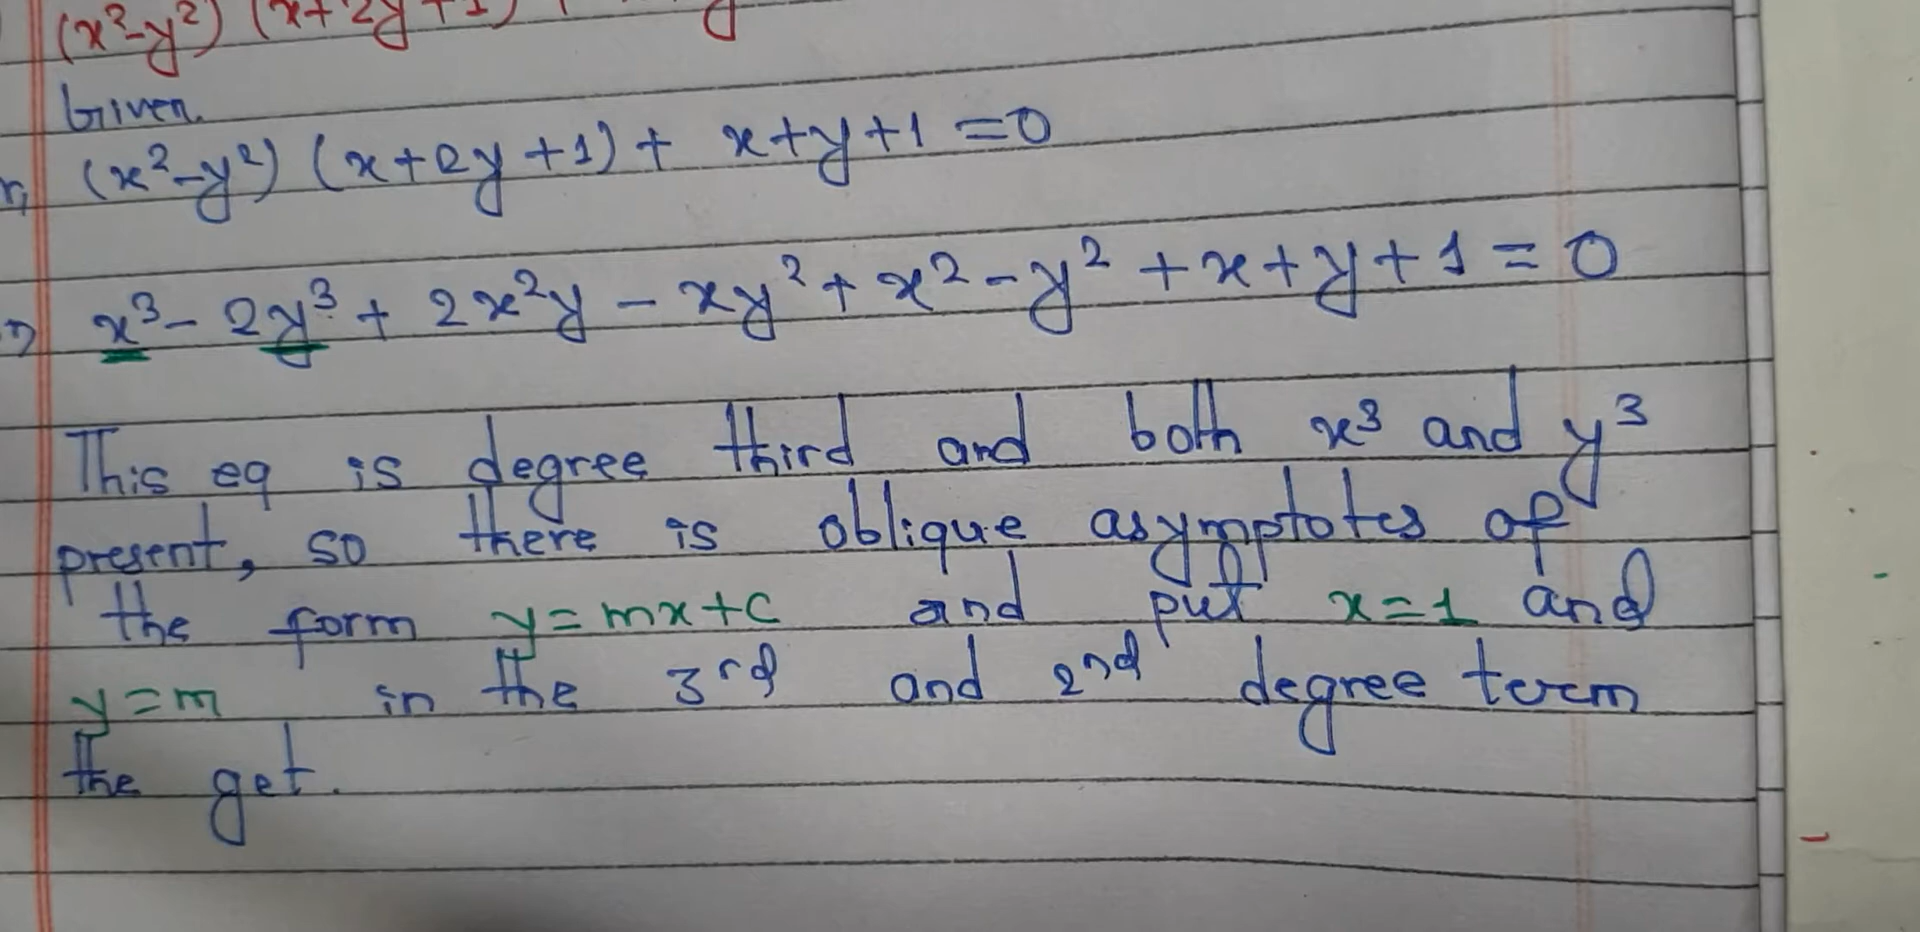 (x²-y²) (x+2y+1)
Given
(x²-y²) (x+2y+1) + x+y+1 =0
x³- 2y³ + 2x²y - xy² + x² - y² + x + y + 1 = 0
This eq is degree third and both x³ and y³
present, so there is oblique asymptotes of
the form y = mx+c and put x=1 and
y=m in the 3rd and 2nd degree term
the get.